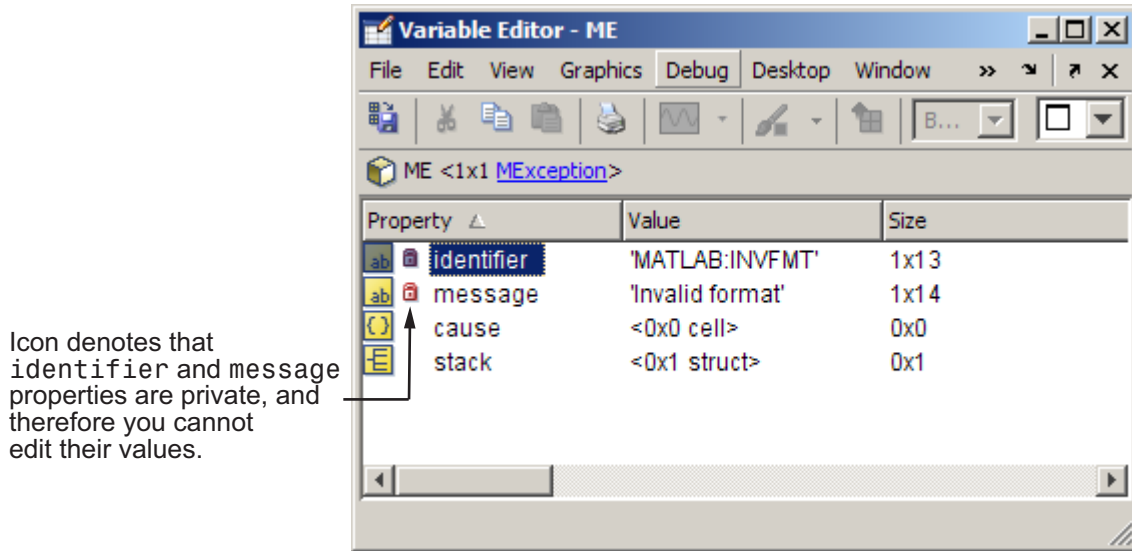 Variable Editor - ME
File Edit View Graphics Debug Desktop Window
B...
ME <1x1 MException>
Property Value Size
ab identifier 'MATLAB:INVFMT' 1x13
ab message 'Invalid format' 1x14
{} cause <0x0 cell> 0x0
stack <0x1 struct> 0x1
Icon denotes that
identifier and message
properties are private, and
therefore you cannot
edit their values.